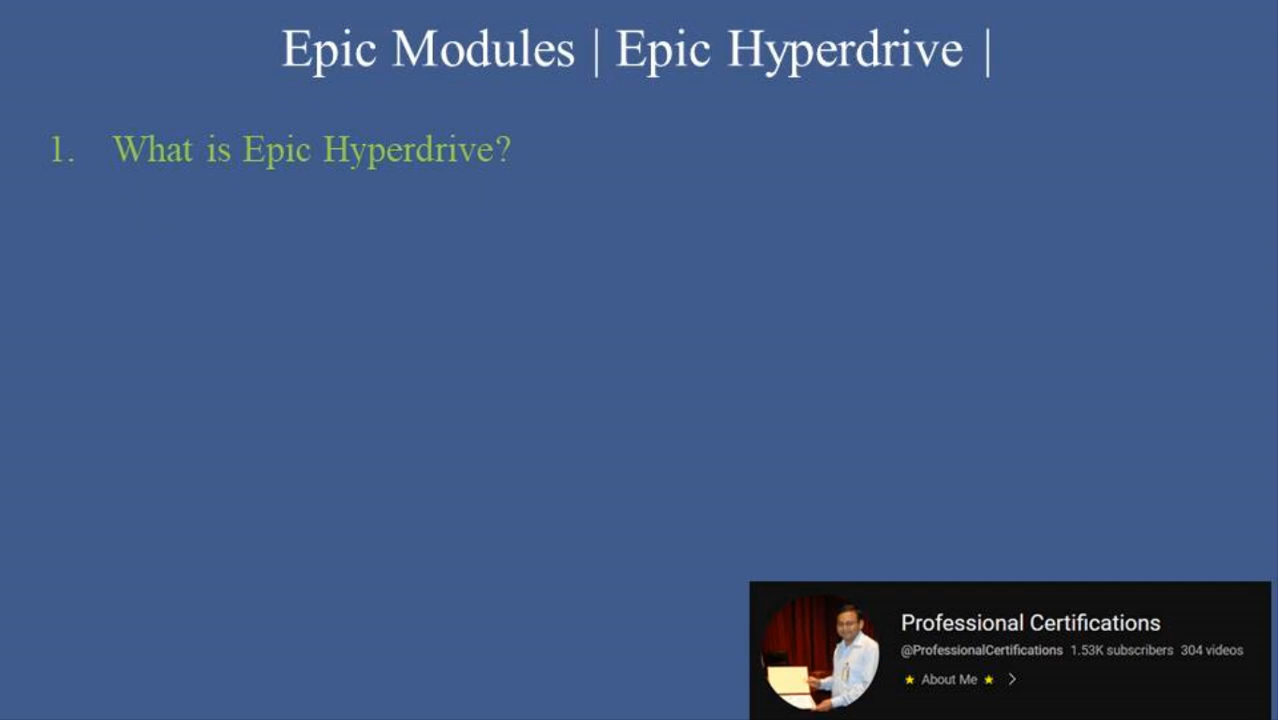 Epic Modules | Epic Hyperdrive |
1. What is Epic Hyperdrive?
Professional Certifications
@ProfessionalCertifications 1.53K subscribers 304 videos
★ About Me ★ >